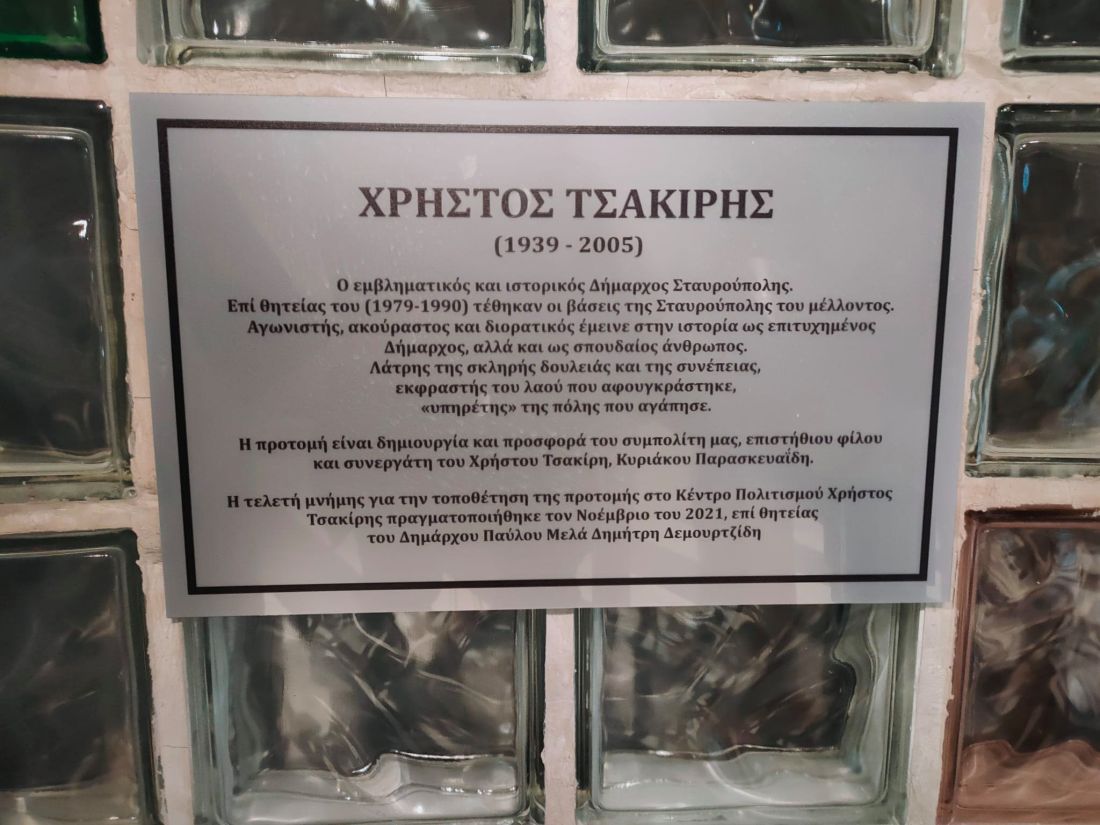 ΧΡΗΣΤΟΣ ΤΣΑΚΙΡΗΣ
(1939 - 2005)
Ο εμβληματικός και ιστορικός Δήμαρχος Σταυρούπολης.
Επί θητείας του (1979-1990) τέθηκαν οι βάσεις της Σταυρούπολης του μέλλοντος.
Αγωνιστής, ακούραστος και διορατικός έμεινε στην ιστορία ως επιτυχημένος
Δήμαρχος, αλλά και ως σπουδαίος άνθρωπος.
Λάτρης της σκληρής δουλειάς και της συνέπειας,
εκφραστής του λαού που αφουγκράστηκε,
«υπηρέτης» της πόλης που αγάπησε.
Η προτομή είναι δημιουργία και προσφορά του συμπολίτη μας, επιστήθιου φίλου
και συνεργάτη του Χρήστου Τσακίρη, Κυριάκου Παρασκευαΐδη.
Η τελετή μνήμης για την τοποθέτηση της προτομής στο Κέντρο Πολιτισμού Χρήστος
Τσακίρης πραγματοποιήθηκε τον Νοέμβριο του 2021, επί θητείας
του Δημάρχου Παύλου Μελά Δημήτρη Δεμουρτζίδη